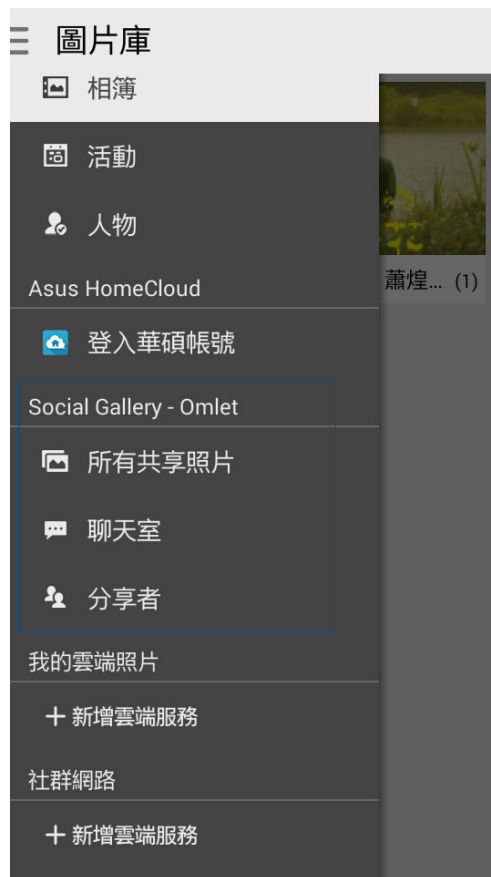 圖片庫
相簿
活動
人物
Asus HomeCloud
登入華碩帳號
Social Gallery - Omlet
所有共享照片
聊天室
分享者
我的雲端照片
+ 新增雲端服務
社群網路
+ 新增雲端服務
蕭煌... (1)